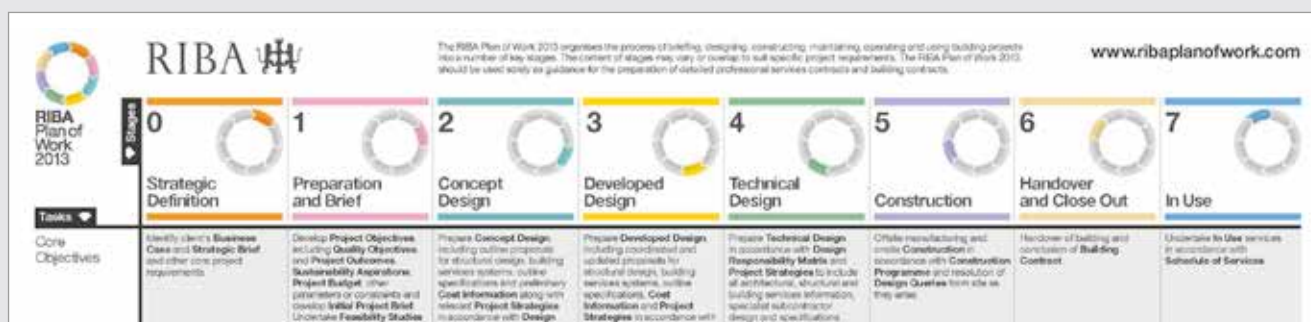 RIBA
The RIBA Plan of Work 2013 organises the process of briefing, designing, constructing, maintaining, operating and using building projects
into a number of key stages. The content of stages may vary or overlap to suit specific project requirements. The RIBA Plan of Work 2013
should be used solely as guidance for the preparation of detailed professional services contracts and building contracts.
www.ribaplanofwork.com
RIBA
Plan of
Work
2013
Stages
0
Strategic
Definition
1
Preparation
and Brief
2
Concept
Design
3
Developed
Design
4
Technical
Design
5
Construction
6
Handover
and Close Out
7
In Use
Tasks
Core
Objectives
Identify client's Business
Case and Strategic Brief
and other core project
requirements.
Develop Project Objectives,
including Quality Objectives
and Project Outcomes,
Sustainability Aspirations,
Project Budget, other
parameters or constraints and
develop Initial Project Brief.
Undertake Feasibility Studies
Prepare Concept Design,
including outline proposals
for structural design, building
services systems, outline
specifications and preliminary
Cost Information along with
relevant Project Strategies
in accordance with Design
Prepare Developed Design,
including coordinated and
updated proposals for
structural design, building
services systems, outline
specifications, Cost
Information and Project
Strategies in accordance with
Prepare Technical Design
in accordance with Design
Responsibility Matrix and
Project Strategies to include
all architectural, structural and
building services information,
specialist subcontractor
design and specifications,
Offsite manufacturing and
onsite Construction in
accordance with Construction
Programme and resolution of
Design Queries from site as
they arise.
Handover of building and
conclusion of Building
Contract.
Undertake In Use services
in accordance with
Schedule of Services.